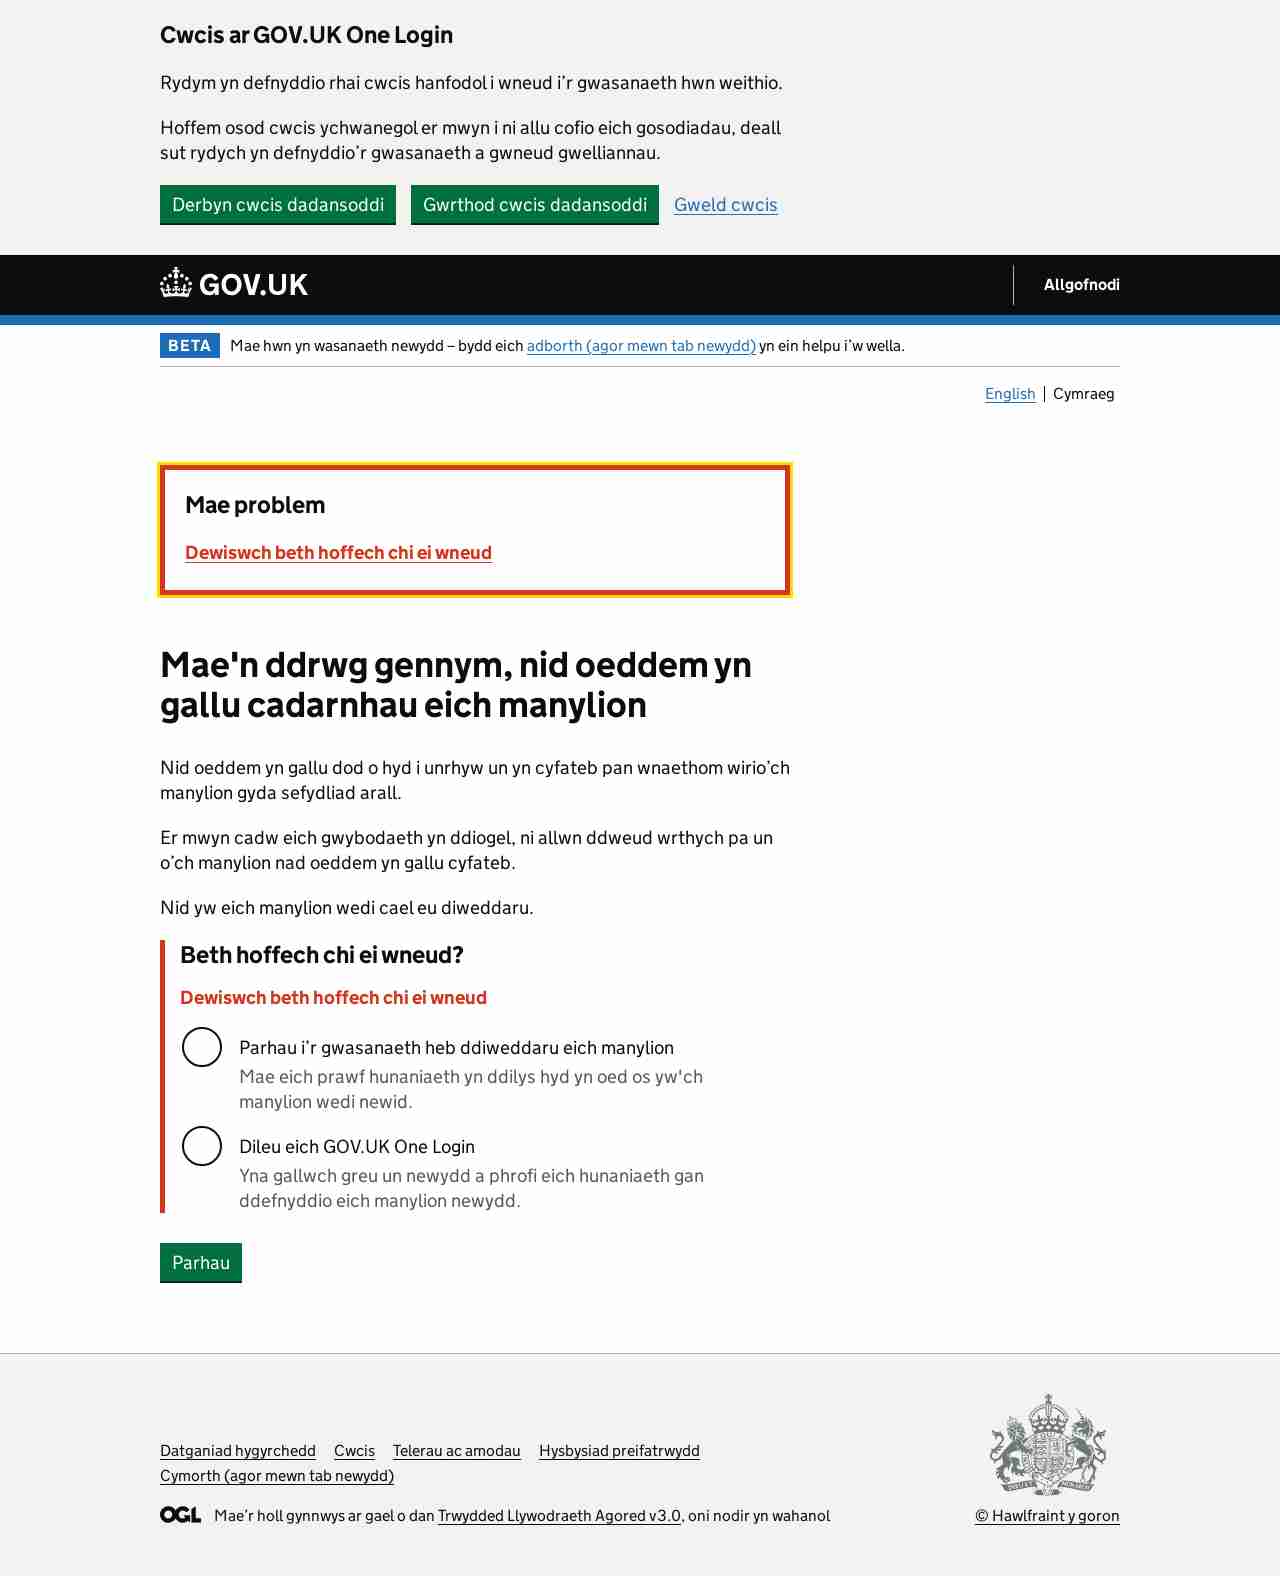 Cwcis ar GOV.UK One Login
Rydym yn defnyddio rhai cwcis hanfodol i wneud i’r gwasanaeth hwn weithio.
Hoffem osod cwcis ychwanegol er mwyn i ni allu cofio eich gosodiadau, deall
sut rydych yn defnyddio’r gwasanaeth a gwneud gwelliannau.
Derbyn cwcis dadansoddi Gwrthod cwcis dadansoddi Gweld cwcis
GOV.UK Allgofnodi
BETA Mae hwn yn wasanaeth newydd – bydd eich adborth (agor mewn tab newydd) yn ein helpu i’w wella.
English Cymraeg
Mae problem
Dewiswch beth hoffech chi ei wneud
Mae'n ddrwg gennym, nid oeddem yn
gallu cadarnhau eich manylion
Nid oeddem yn gallu dod o hyd i unrhyw un yn cyfateb pan wnaethom wirio’ch
manylion gyda sefydliad arall.
Er mwyn cadw eich gwybodaeth yn ddiogel, ni allwn ddweud wrthych pa un
o’ch manylion nad oeddem yn gallu cyfateb.
Nid yw eich manylion wedi cael eu diweddaru.
Beth hoffech chi ei wneud?
Dewiswch beth hoffech chi ei wneud
Parhau i’r gwasanaeth heb ddiweddaru eich manylion
Mae eich prawf hunaniaeth yn ddilys hyd yn oed os yw'ch
manylion wedi newid.
Dileu eich GOV.UK One Login
Yna gallwch greu un newydd a phrofi eich hunaniaeth gan
ddefnyddio eich manylion newydd.
Parhau
Datganiad hygyrchedd Cwcis Telerau ac amodau Hysbysiad preifatrwydd
Cymorth (agor mewn tab newydd)
OGL Mae’r holl gynnwys ar gael o dan Trwydded Llywodraeth Agored v3.0, oni nodir yn wahanol
© Hawlfraint y goron